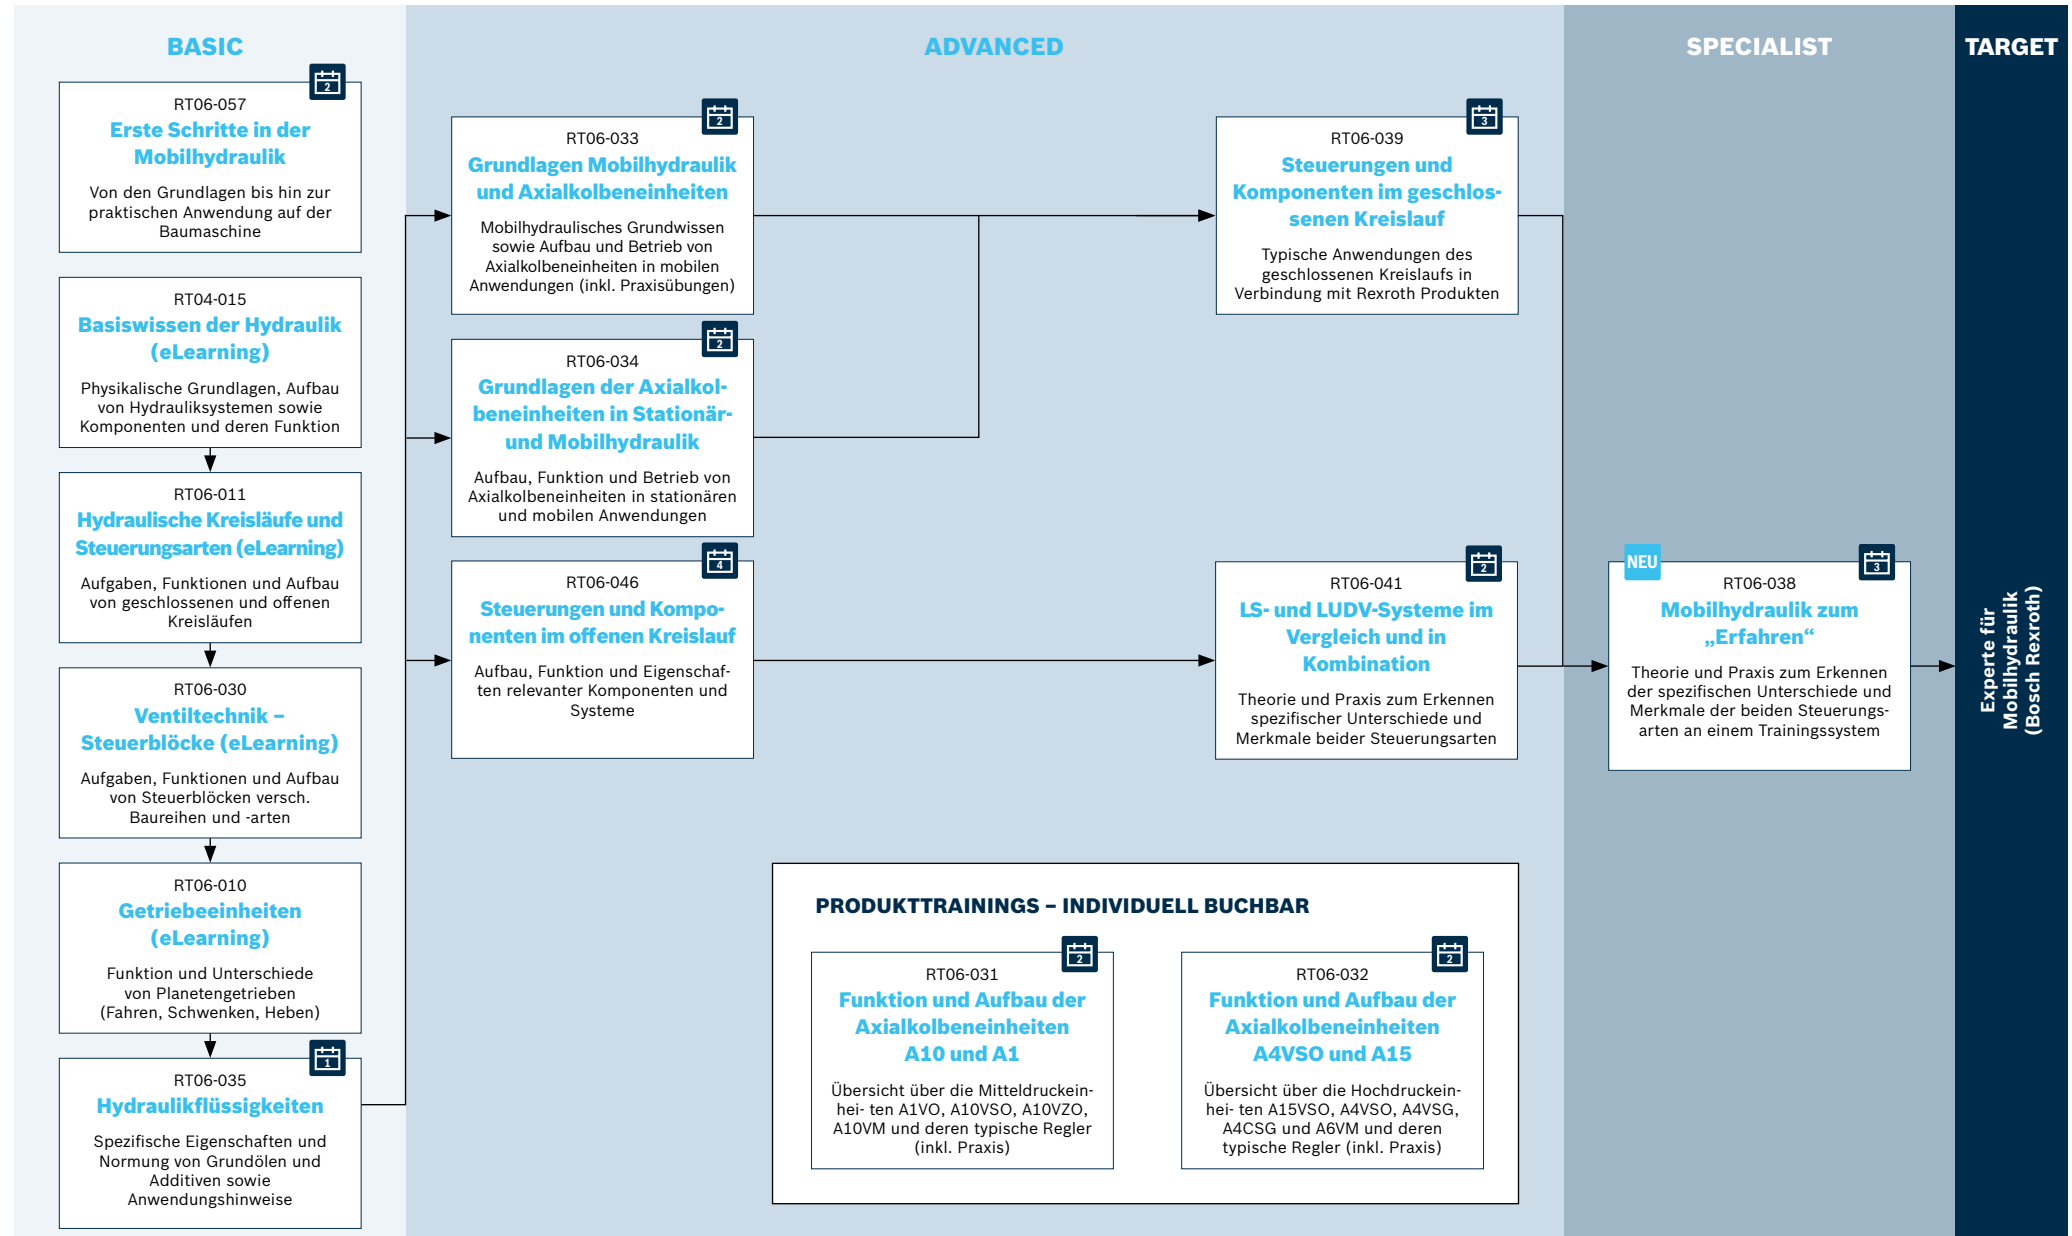 BASIC
2
RT06-057
Erste Schritte in der
Mobilhydraulik
Von den Grundlagen bis hin zur
praktischen Anwendung auf der
Baumaschine
RT04-015
Basiswissen der Hydraulik
(eLearning)
Physikalische Grundlagen, Aufbau
von Hydrauliksystemen sowie
Komponenten und deren Funktion
RT06-011
Hydraulische Kreisläufe und
Steuerungsarten (eLearning)
Aufgaben, Funktionen und Aufbau
von geschlossenen und offenen
Kreisläufen
RT06-030
Ventiltechnik –
Steuerblöcke (eLearning)
Aufgaben, Funktionen und Aufbau
von Steuerblöcken versch.
Baureihen und -arten
RT06-010
Getriebeeinheiten
(eLearning)
Funktion und Unterschiede
von Planetengetrieben
(Fahren, Schwenken, Heben)
1
RT06-035
Hydraulikflüssigkeiten
Spezifische Eigenschaften und
Normung von Grundölen und
Additiven sowie
Anwendungshinweise
ADVANCED
2
RT06-033
Grundlagen Mobilhydraulik
und Axialkolbeneinheiten
Mobilhydraulisches Grundwissen
sowie Aufbau und Betrieb von
Axialkolbeneinheiten in mobilen
Anwendungen (inkl. Praxisübungen)
2
RT06-034
Grundlagen der Axialkol-
beneinheiten in Stationär-
und Mobilhydraulik
Aufbau, Funktion und Betrieb von
Axialkolbeneinheiten in stationären
und mobilen Anwendungen
4
RT06-046
Steuerungen und Kompo-
nenten im offenen Kreislauf
Aufbau, Funktion und Eigenschaf-
ten relevanter Komponenten und
Systeme
3
RT06-039
Steuerungen und
Komponenten im geschlos-
senen Kreislauf
Typische Anwendungen des
geschlossenen Kreislaufs in
Verbindung mit Rexroth Produkten
2
RT06-041
LS- und LUDV-Systeme im
Vergleich und in
Kombination
Theorie und Praxis zum Erkennen
spezifischer Unterschiede und
Merkmale beider Steuerungsarten
PRODUKTTRAININGS – INDIVIDUELL BUCHBAR
2
RT06-031
Funktion und Aufbau der
Axialkolbeneinheiten
A10 und A1
Übersicht über die Mitteldruckein-
hei- ten A1VO, A10VSO, A10VZO,
A10VM und deren typische Regler
(inkl. Praxis)
2
RT06-032
Funktion und Aufbau der
Axialkolbeneinheiten
A4VSO und A15
Übersicht über die Hochdruckein-
hei- ten A15VSO, A4VSO, A4VSG,
A4CSG und A6VM und deren
typische Regler (inkl. Praxis)
SPECIALIST
NEU
3
RT06-038
Mobilhydraulik zum
„Erfahren“
Theorie und Praxis zum Erkennen
der spezifischen Unterschiede und
Merkmale der beiden Steuerungs-
arten an einem Trainingssystem
TARGET
Experte für
Mobilhydraulik
(Bosch Rexroth)